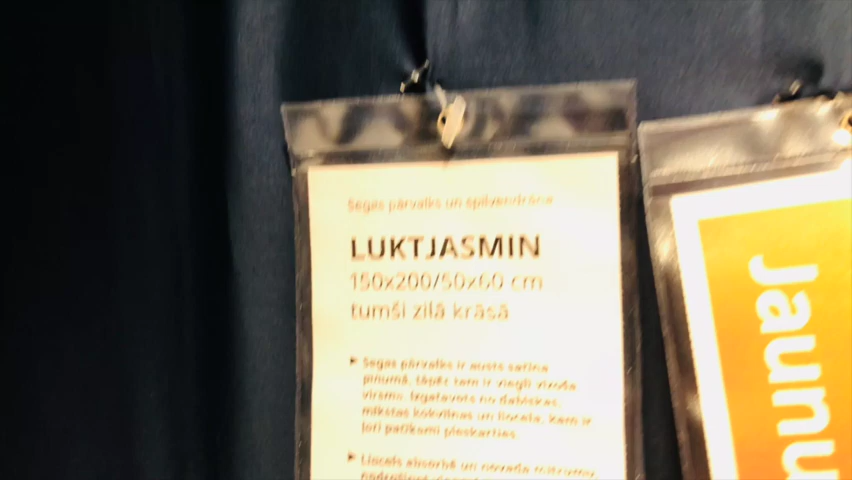 Segas pārvalks un spilvendrāna
LUKTJASMIN
150x200/50x60 cm
tumši zilā krāsā
▸ Segas pārvalks ir austs satīna
pinumā, tāpēc tam ir viegli vizoša
virsma. Izgatavots no dabiskas,
mīkstas kokvilnas un liocela, kam ir
ļoti patīkami pieskarties.
▸ Liocels absorbē un novada mitrumu,
Jaunu